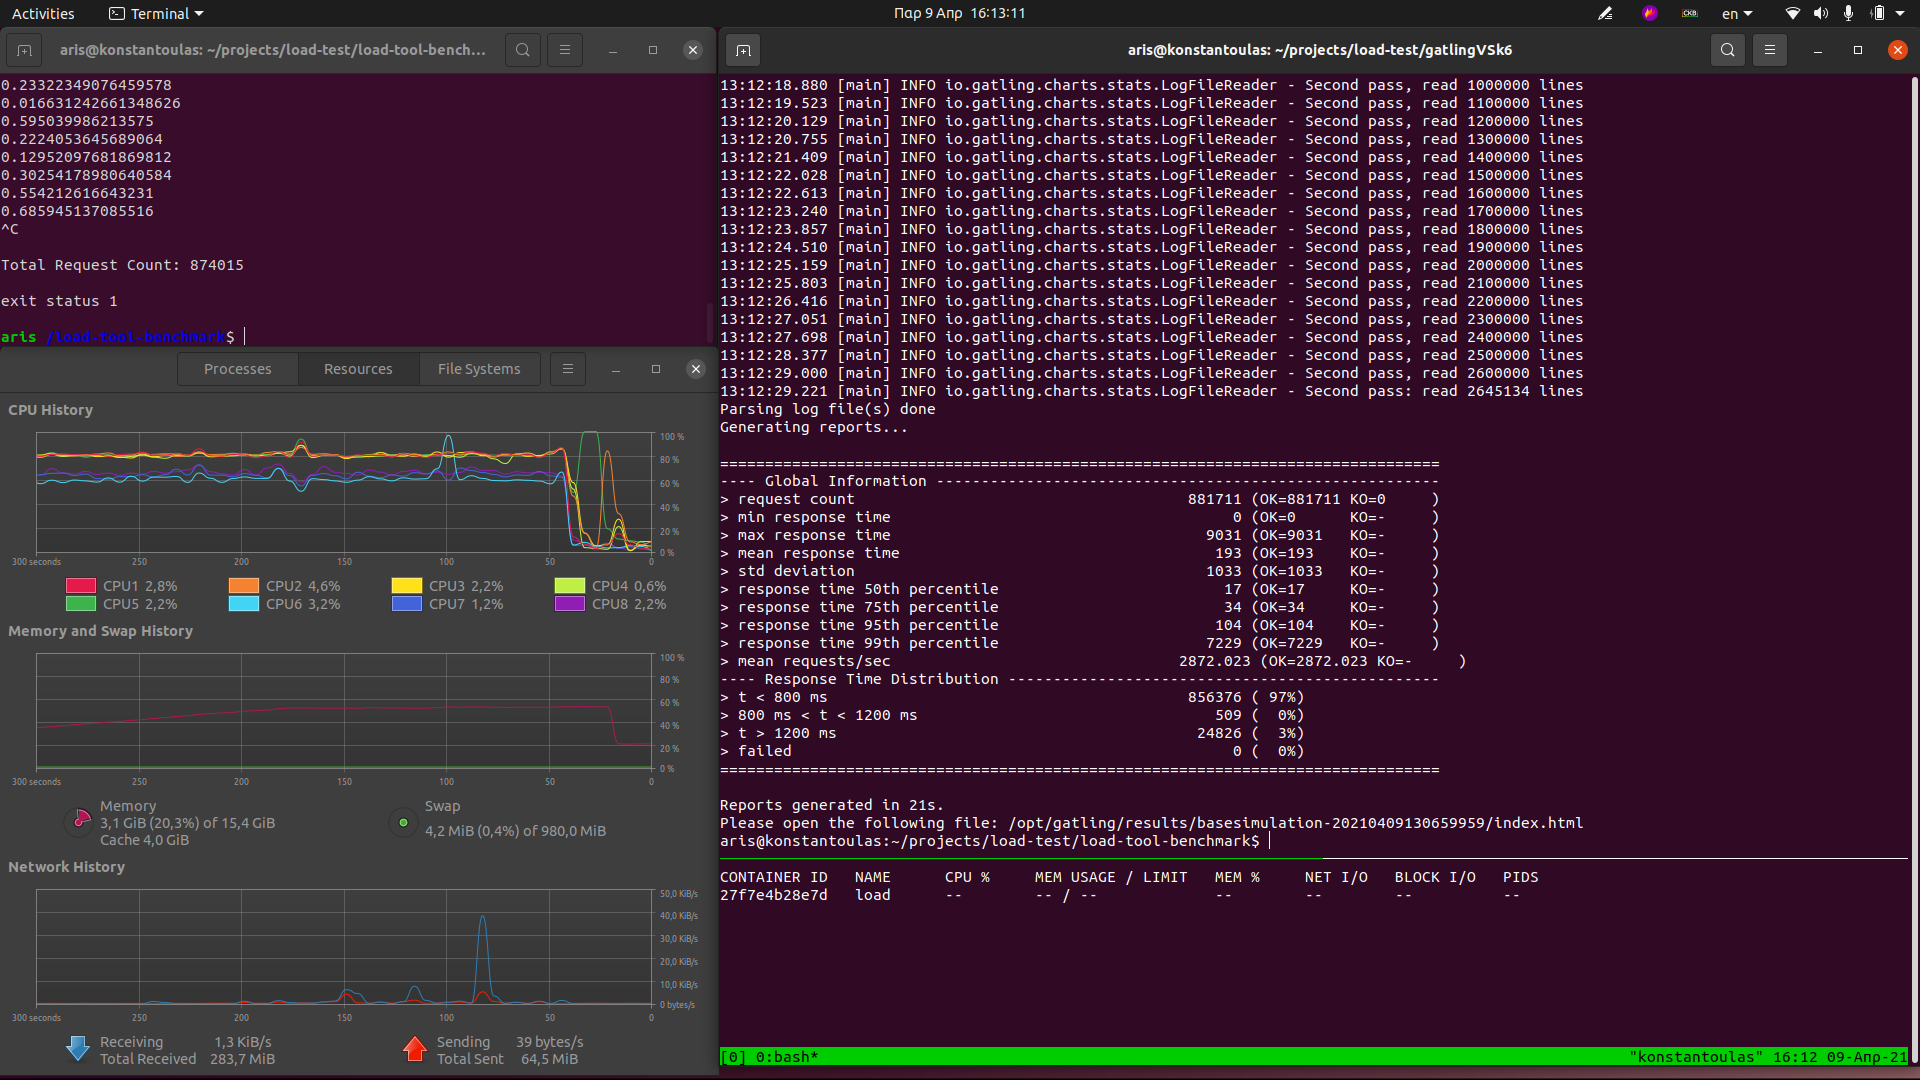 Activities
Terminal
Παρ 9 Απρ 16:13:11
en
aris@konstantoulas: ~/projects/load-test/load-tool-bench...
0.23322349076459578
0.016631242661348626
0.595039986213575
0.2224053645689064
0.12952097681869812
0.30254178980640584
0.554212616643231
0.685945137085516
^C
Total Request Count: 874015
exit status 1
aris /load-tool-benchmark$
Processes
Resources
File Systems
CPU History
100 %
80 %
60 %
40 %
20 %
0 %
300 seconds 250 200 150 100 50 0
CPU1 2,8% CPU2 4,6% CPU3 2,2% CPU4 0,6%
CPU5 2,2% CPU6 3,2% CPU7 1,2% CPU8 2,2%
Memory and Swap History
100 %
80 %
60 %
40 %
20 %
0 %
300 seconds 250 200 150 100 50 0
Memory
3,1 GiB (20,3%) of 15,4 GiB
Cache 4,0 GiB
Swap
4,2 MiB (0,4%) of 980,0 MiB
Network History
50,0 KiB/s
40,0 KiB/s
30,0 KiB/s
20,0 KiB/s
10,0 KiB/s
0 bytes/s
300 seconds 250 200 150 100 50 0
Receiving 1,3 KiB/s
Total Received 283,7 MiB
Sending 39 bytes/s
Total Sent 64,5 MiB
aris@konstantoulas: ~/projects/load-test/gatlingVSk6
13:12:18.880 [main] INFO io.gatling.charts.stats.LogFileReader - Second pass, read 1000000 lines
13:12:19.523 [main] INFO io.gatling.charts.stats.LogFileReader - Second pass, read 1100000 lines
13:12:20.129 [main] INFO io.gatling.charts.stats.LogFileReader - Second pass, read 1200000 lines
13:12:20.755 [main] INFO io.gatling.charts.stats.LogFileReader - Second pass, read 1300000 lines
13:12:21.409 [main] INFO io.gatling.charts.stats.LogFileReader - Second pass, read 1400000 lines
13:12:22.028 [main] INFO io.gatling.charts.stats.LogFileReader - Second pass, read 1500000 lines
13:12:22.613 [main] INFO io.gatling.charts.stats.LogFileReader - Second pass, read 1600000 lines
13:12:23.240 [main] INFO io.gatling.charts.stats.LogFileReader - Second pass, read 1700000 lines
13:12:23.857 [main] INFO io.gatling.charts.stats.LogFileReader - Second pass, read 1800000 lines
13:12:24.510 [main] INFO io.gatling.charts.stats.LogFileReader - Second pass, read 1900000 lines
13:12:25.159 [main] INFO io.gatling.charts.stats.LogFileReader - Second pass, read 2000000 lines
13:12:25.803 [main] INFO io.gatling.charts.stats.LogFileReader - Second pass, read 2100000 lines
13:12:26.416 [main] INFO io.gatling.charts.stats.LogFileReader - Second pass, read 2200000 lines
13:12:27.051 [main] INFO io.gatling.charts.stats.LogFileReader - Second pass, read 2300000 lines
13:12:27.698 [main] INFO io.gatling.charts.stats.LogFileReader - Second pass, read 2400000 lines
13:12:28.377 [main] INFO io.gatling.charts.stats.LogFileReader - Second pass, read 2500000 lines
13:12:29.000 [main] INFO io.gatling.charts.stats.LogFileReader - Second pass, read 2600000 lines
13:12:29.221 [main] INFO io.gatling.charts.stats.LogFileReader - Second pass: read 2645134 lines
Parsing log file(s) done
Generating reports...
================================================================================
---- Global Information --------------------------------------------------------
> request count 881711 (OK=881711 KO=0 )
> min response time 0 (OK=0 KO=- )
> max response time 9031 (OK=9031 KO=- )
> mean response time 193 (OK=193 KO=- )
> std deviation 1033 (OK=1033 KO=- )
> response time 50th percentile 17 (OK=17 KO=- )
> response time 75th percentile 34 (OK=34 KO=- )
> response time 95th percentile 104 (OK=104 KO=- )
> response time 99th percentile 7229 (OK=7229 KO=- )
> mean requests/sec 2872.023 (OK=2872.023 KO=- )
---- Response Time Distribution ------------------------------------------------
> t < 800 ms 856376 ( 97%)
> 800 ms < t < 1200 ms 509 ( 0%)
> t > 1200 ms 24826 ( 3%)
> failed 0 ( 0%)
================================================================================
Reports generated in 21s.
Please open the following file: /opt/gatling/results/basesimulation-20210409130659959/index.html
aris@konstantoulas:~/projects/load-test/load-tool-benchmark$
CONTAINER ID NAME CPU % MEM USAGE / LIMIT MEM % NET I/O BLOCK I/O PIDS
27f7e4b28e7d load -- -- / -- -- -- -- --
[0] 0:bash* "konstantoulas" 16:12 09-Απρ-21